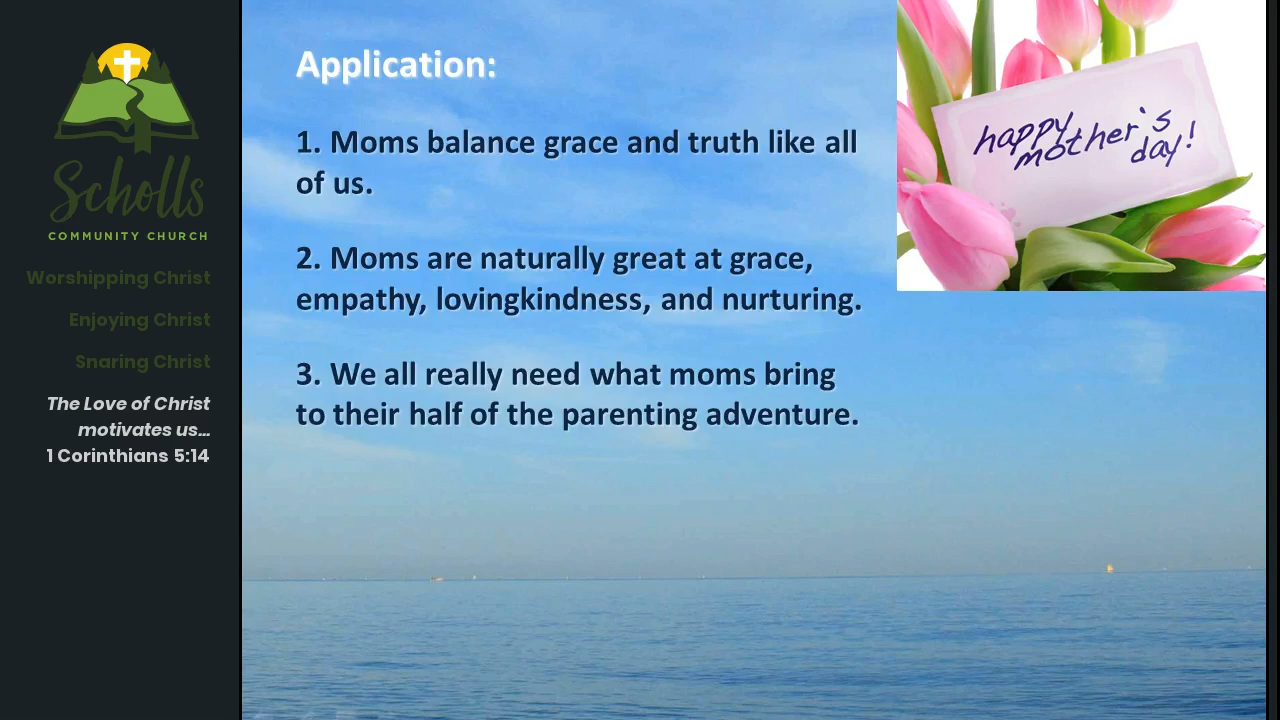 Scholls
COMMUNITY CHURCH
Worshipping Christ
Enjoying Christ
Snaring Christ
The Love of Christ
motivates us...
1 Corinthians 5:14
Application:
1. Moms balance grace and truth like all
of us.
2. Moms are naturally great at grace,
empathy, lovingkindness, and nurturing.
3. We all really need what moms bring
to their half of the parenting adventure.
happy
mother's
day!